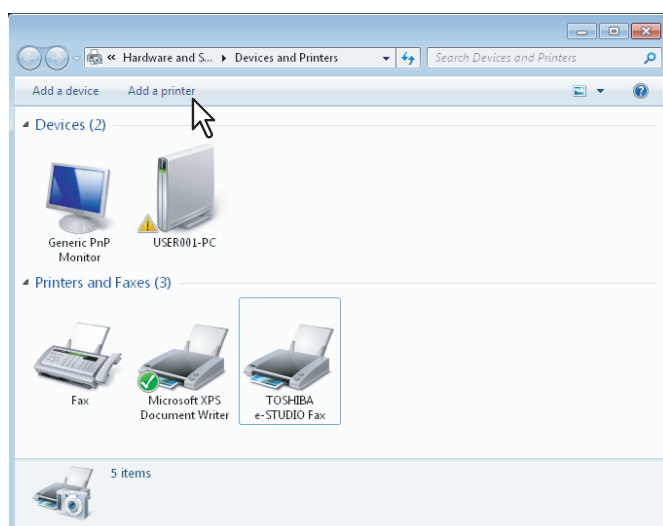 « Hardware and S... ▸ Devices and Printers
Search Devices and Printers
Add a device Add a printer
Devices (2)
Generic PnP
Monitor
USER001-PC
Printers and Faxes (3)
Fax
Microsoft XPS
Document Writer
TOSHIBA
e-STUDIO Fax
5 items